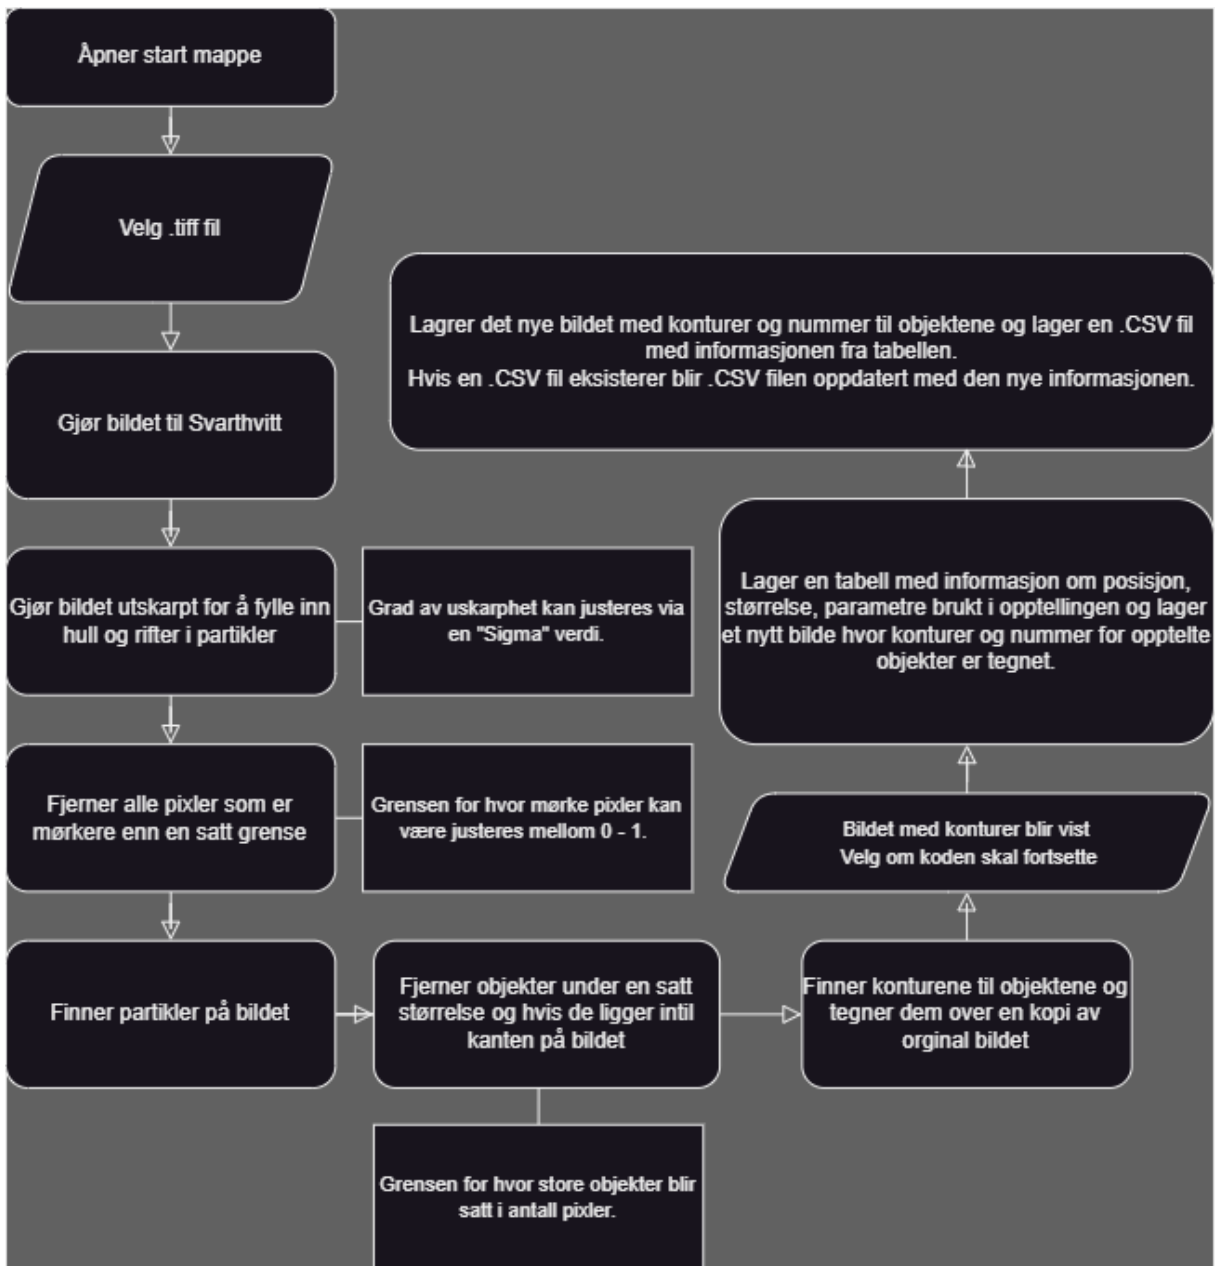 Åpner start mappe
Velg .tiff fil
Gjør bildet til Svarthvitt
Gjør bildet utskarpt for å fylle inn
hull og rifter i partikler
Grad av uskarphet kan justeres via
en "Sigma" verdi.
Fjerner alle pixler som er
mørkere enn en satt grense
Grensen for hvor mørke pixler kan
være justeres mellom 0 - 1.
Finner partikler på bildet
Fjerner objekter under en satt
størrelse og hvis de ligger intil
kanten på bildet
Grensen for hvor store objekter blir
satt i antall pixler.
Finner konturene til objektene og
tegner dem over en kopi av
orginal bildet
Bildet med konturer blir vist
Velg om koden skal fortsette
Lager en tabell med informasjon om posisjon,
størrelse, parametre brukt i opptellingen og lager
et nytt bilde hvor konturer og nummer for opptelte
objekter er tegnet.
Lagrer det nye bildet med konturer og nummer til objektene og lager en .CSV fil
med informasjonen fra tabellen.
Hvis en .CSV fil eksisterer blir .CSV filen oppdatert med den nye informasjonen.